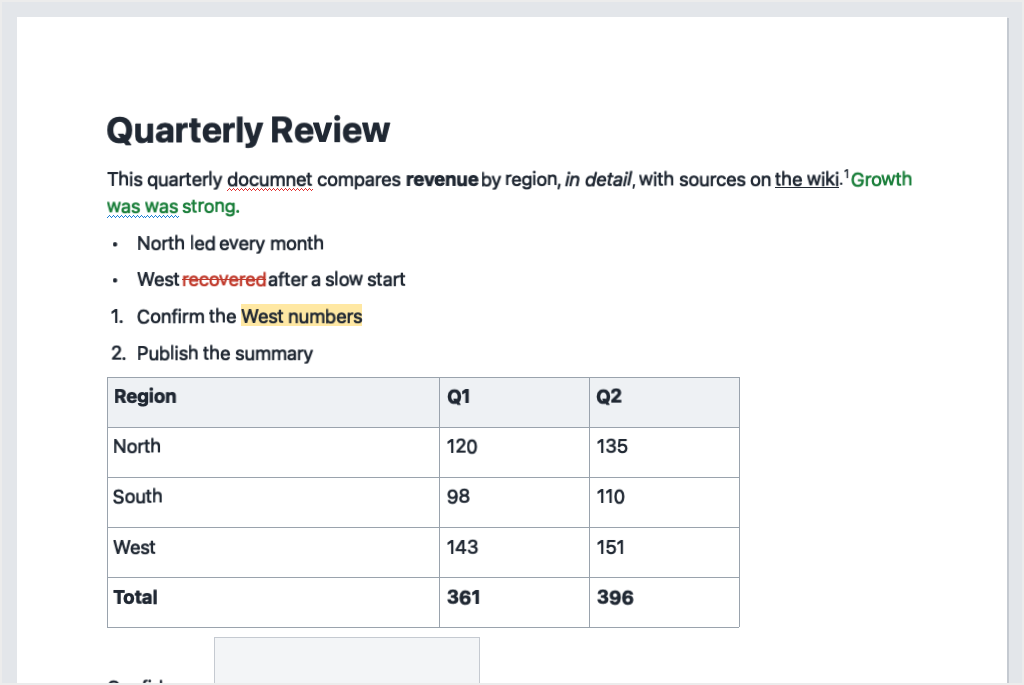 Quarterly Review
This quarterly documnet compares revenue by region, in detail, with sources on the wiki.¹ Growth
was was strong.
• North led every month
• West recovered after a slow start
1. Confirm the West numbers
2. Publish the summary
Region Q1 Q2
North 120 135
South 98 110
West 143 151
Total 361 396